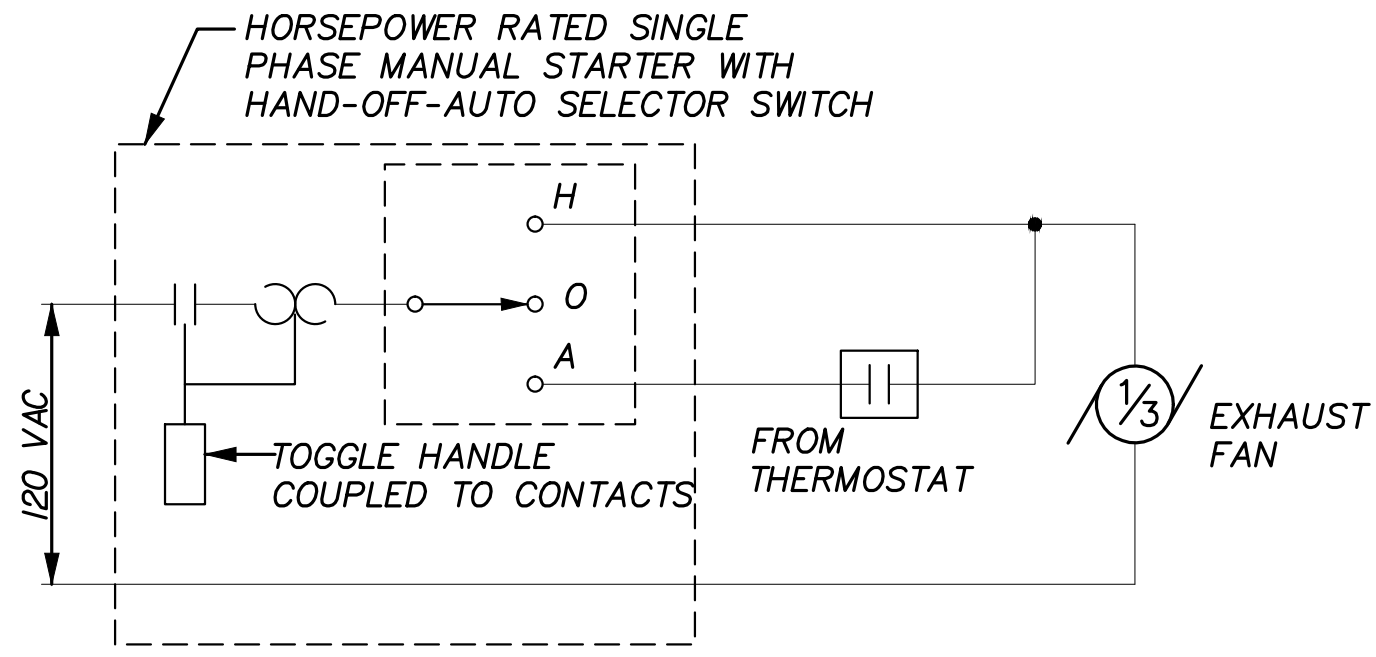 HORSEPOWER RATED SINGLE
PHASE MANUAL STARTER WITH
HAND-OFF-AUTO SELECTOR SWITCH
H
O
A
120 VAC
TOGGLE HANDLE
COUPLED TO CONTACTS
FROM
THERMOSTAT
1/3
EXHAUST
FAN